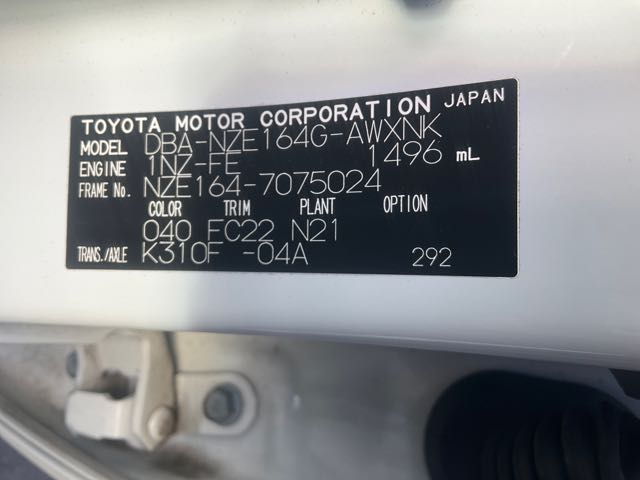 TOYOTA MOTOR CORPORATION JAPAN
MODEL DBA-NZE164G-AWXNK
ENGINE 1NZ-FE 1496 mL
FRAME No. NZE164-7075024
COLOR TRIM PLANT OPTION
040 FC22 N21
TRANS./AXLE K310F -04A 292